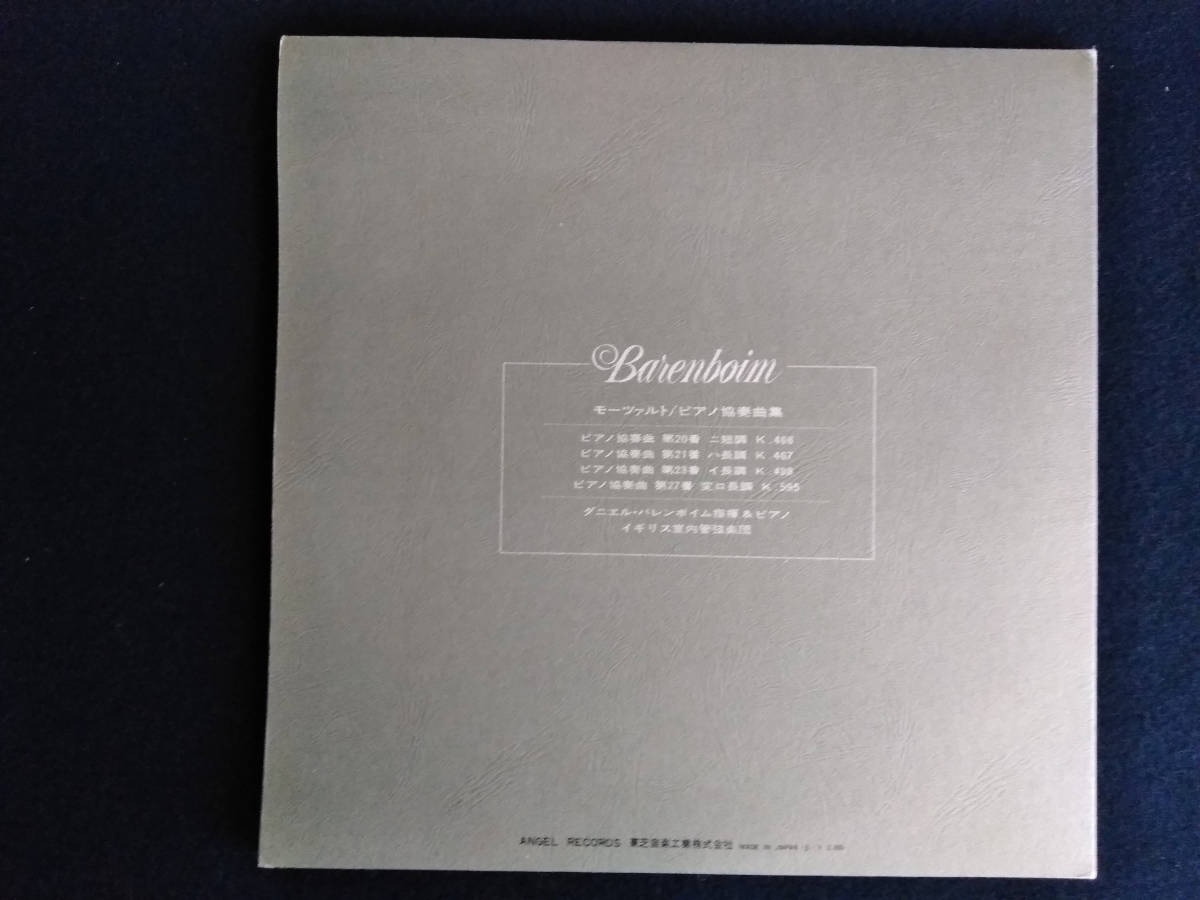 Barenboim
モーツァルト/ピアノ協奏曲集
ピアノ協奏曲 第20番 ニ短調 K.466
ピアノ協奏曲 第21番 ハ長調 K.467
ピアノ協奏曲 第23番 イ長調 K.488
ピアノ協奏曲 第27番 変ロ長調 K.595
ダニエル・バレンボイム指揮&ピアノ
イギリス室内管弦楽団
ANGEL RECORDS 東芝音楽工業株式会社 MADE IN JAPAN